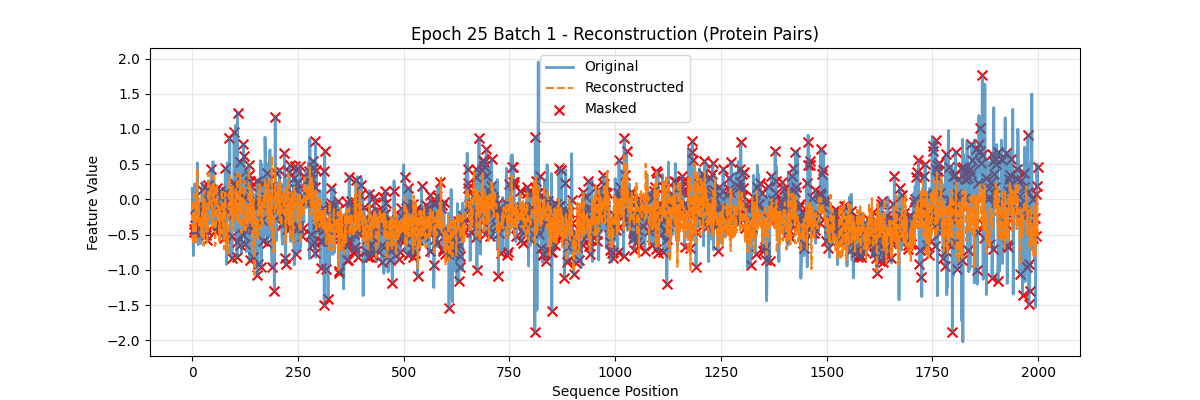 Epoch 25 Batch 1 - Reconstruction (Protein Pairs)
Original
Reconstructed
Masked
Feature Value
2.0
1.5
1.0
0.5
0.0
−0.5
−1.0
−1.5
−2.0
0 250 500 750 1000 1250 1500 1750 2000
Sequence Position